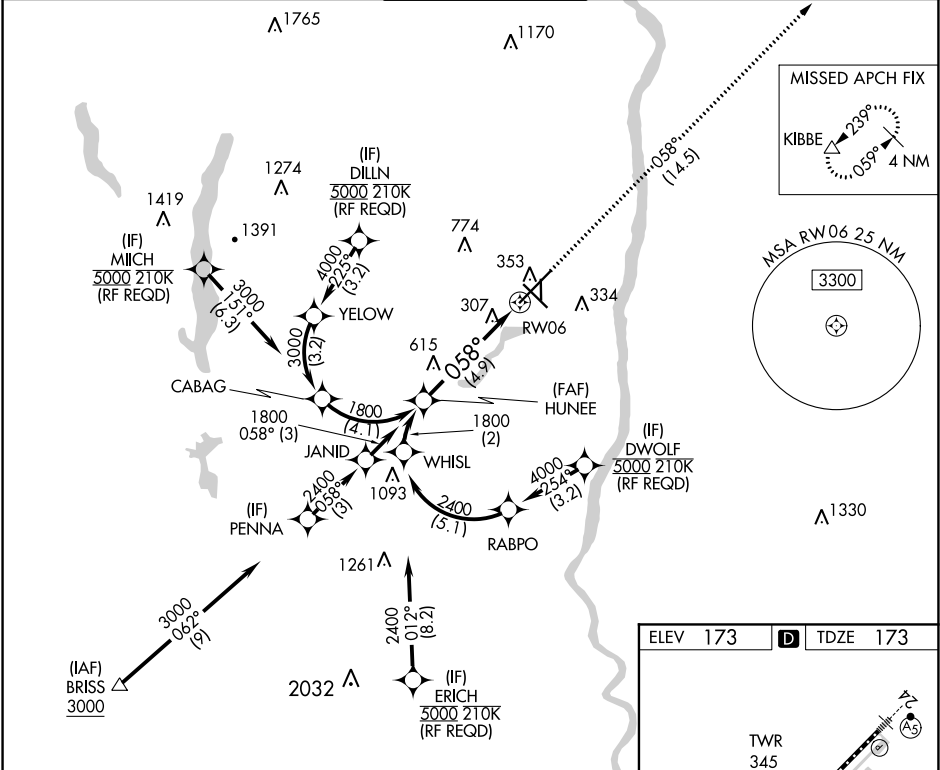 1765
1170
MISSED APCH FIX
KIBBE
239°
059°
4 NM
058°
(14.5)
(IF)
DILLN
5000 210K
(RF REQD)
1274
1419
1391
774
(IF)
MIICH
5000 210K
(RF REQD)
3000
151°
(6.3)
4000
225°
(3.2)
353
307
334
RW06
MSA RW06 25 NM
3300
YELOW
3000
(3.2)
615
058°
(4.9)
CABAG
(FAF)
HUNEE
1800
(4.1)
1800
058° (3)
1800
(2)
JANID
WHISL
(IF)
DWOLF
5000 210K
(RF REQD)
4000
254°
(3.2)
1093
2400
058°
(3)
(IF)
PENNA
2400
(5.1)
RABPO
1330
1261
3000
062°
(9)
2400
012°
(8.2)
(IAF)
BRISS
3000
2032
(IF)
ERICH
5000 210K
(RF REQD)
ELEV 173 D TDZE 173
24
A5
P
TWR
345